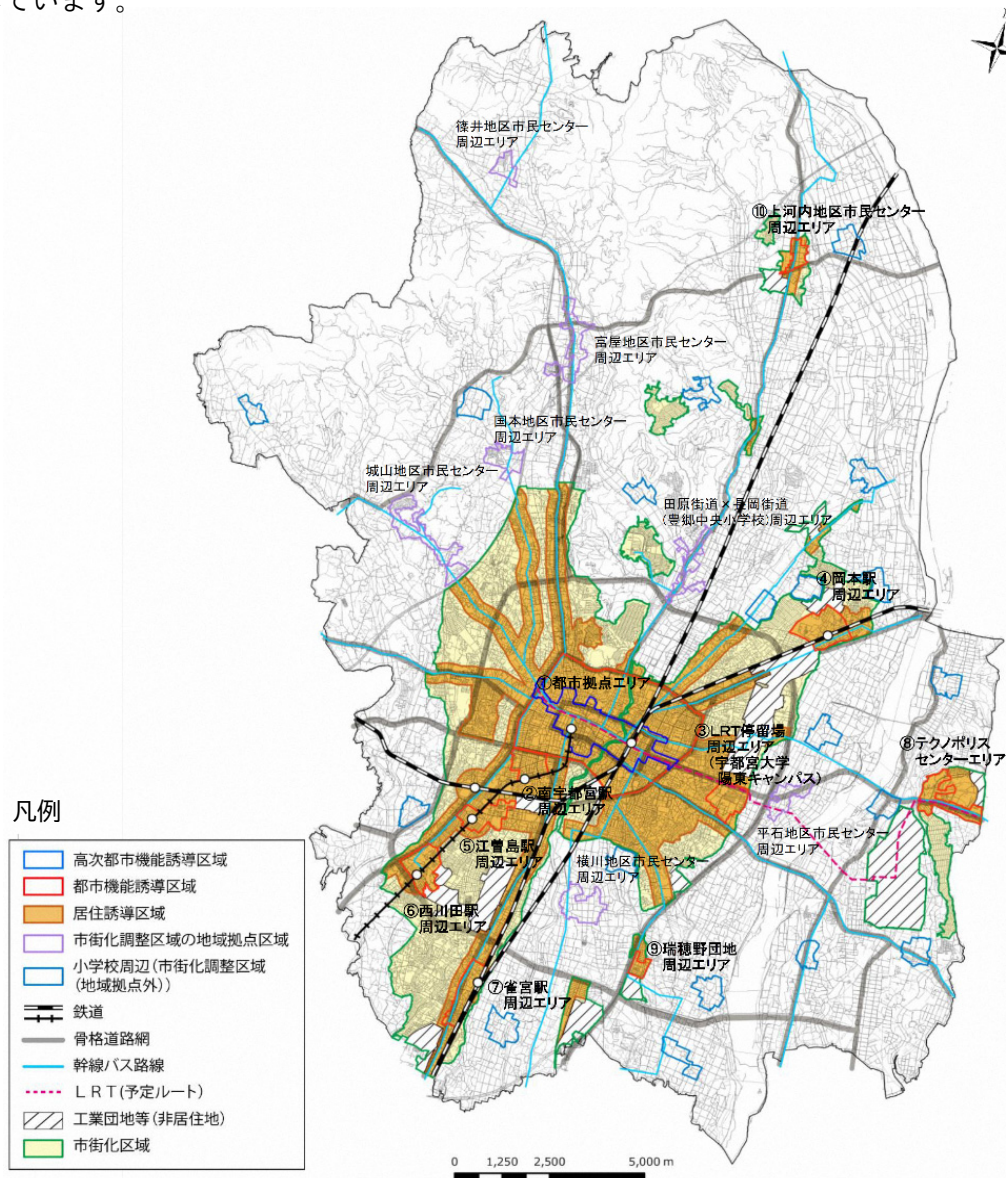 ています。
篠井地区市民センター
周辺エリア
⑩上河内地区市民センター
周辺エリア
富屋地区市民センター
周辺エリア
国本地区市民センター
周辺エリア
城山地区市民センター
周辺エリア
田原街道×長岡街道
(豊郷中央小学校)周辺エリア
④岡本駅
周辺エリア
①都市拠点エリア
③LRT停留場
周辺エリア
(宇都宮大学
陽東キャンパス)
⑧テクノポリス
センターエリア
②南宇都宮駅
周辺エリア
平石地区市民センター
周辺エリア
⑤江曽島駅
周辺エリア
横川地区市民センター
周辺エリア
⑥西川田駅
周辺エリア
⑨瑞穂野団地
周辺エリア
⑦雀宮駅
周辺エリア
凡例
高次都市機能誘導区域
都市機能誘導区域
居住誘導区域
市街化調整区域の地域拠点区域
小学校周辺(市街化調整区域
(地域拠点外))
鉄道
骨格道路網
幹線バス路線
LRT(予定ルート)
工業団地等(非居住地)
市街化区域
0 1,250 2,500 5,000 m